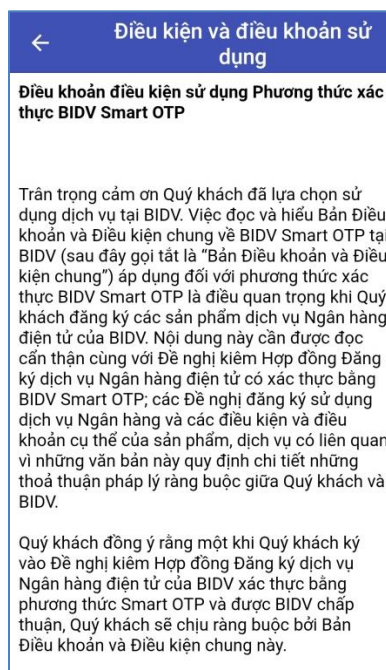 Điều kiện và điều khoản sử
dụng
Điều khoản điều kiện sử dụng Phương thức xác
thực BIDV Smart OTP
Trân trọng cảm ơn Quý khách đã lựa chọn sử
dụng dịch vụ tại BIDV. Việc đọc và hiểu Bản Điều
khoản và Điều kiện chung về BIDV Smart OTP tại
BIDV (sau đây gọi tắt là “Bản Điều khoản và Điều
kiện chung”) áp dụng đối với phương thức xác
thực BIDV Smart OTP là điều quan trọng khi Quý
khách đăng ký các sản phẩm dịch vụ Ngân hàng
điện tử của BIDV. Nội dung này cần được đọc
cẩn thận cùng với Đề nghị kiêm Hợp đồng Đăng
ký dịch vụ Ngân hàng điện tử có xác thực bằng
BIDV Smart OTP; các Đề nghị đăng ký sử dụng
dịch vụ Ngân hàng và các điều kiện và điều
khoản cụ thể của sản phẩm, dịch vụ có liên quan
vì những văn bản này quy định chi tiết những
thoả thuận pháp lý ràng buộc giữa Quý khách và
BIDV.
Quý khách đồng ý rằng một khi Quý khách ký
vào Đề nghị kiêm Hợp đồng Đăng ký dịch vụ
Ngân hàng điện tử của BIDV xác thực bằng
phương thức Smart OTP và được BIDV chấp
thuận, Quý khách sẽ chịu ràng buộc bởi Bản
Điều khoản và Điều kiện chung này.